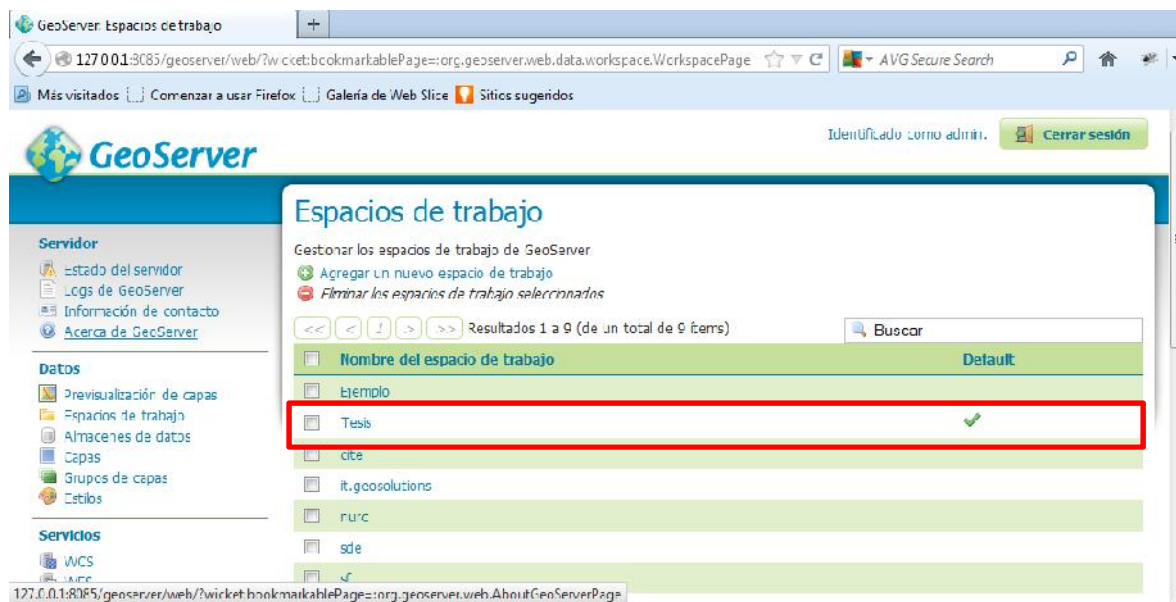 GeoServer: Espacios de trabajo
127.0.0.1:8085/geoserver/web/?wicket:bookmarkablePage=:org.geoserver.web.data.workspace.WorkspacePage
AVG Secure Search
Más visitados Comenzar a usar Firefox Galería de Web Slice Sitios sugeridos
GeoServer
Identificado como admin. Cerrar sesión
Espacios de trabajo
Gestionar los espacios de trabajo de GeoServer
Agregar un nuevo espacio de trabajo
Eliminar los espacios de trabajo seleccionados
<< < 1 > >> Resultados 1 a 9 (de un total de 9 ítems) Buscar
Nombre del espacio de trabajo Default
Ejemplo
Tesis
cite
it.geosolutions
nurc
sde
sf
Servidor
Estado del servidor
Logs de GeoServer
Información de contacto
Acerca de GeoServer
Datos
Previsualización de capas
Espacios de trabajo
Almacenes de datos
Capas
Grupos de capas
Estilos
Servicios
WCS
WFS
127.0.0.1:8085/geoserver/web/?wicket:bookmarkablePage=:org.geoserver.web.AboutGeoServerPage